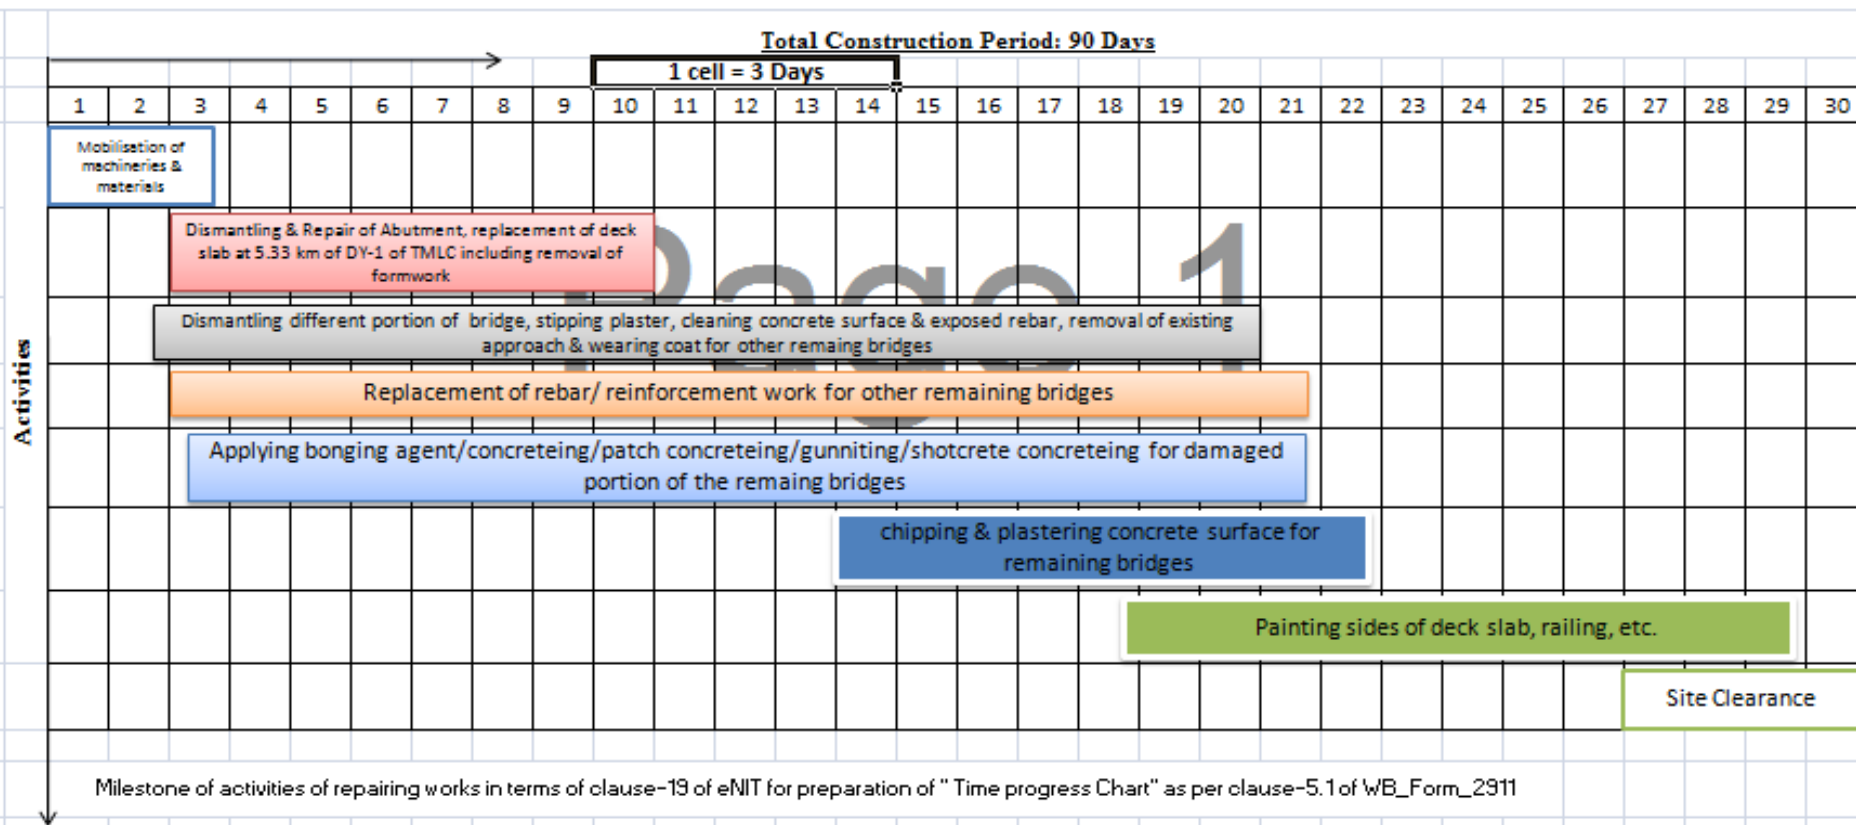 Total Construction Period: 90 Days
1 cell = 3 Days
1 2 3 4 5 6 7 8 9 10 11 12 13 14 15 16 17 18 19 20 21 22 23 24 25 26 27 28 29 30
Mobilisation of
machineries &
materials
Dismantling & Repair of Abutment, replacement of deck
slab at 5.33 km of DY-1 of TMLC including removal of
formwork
Page 1
Dismantling different portion of bridge, stipping plaster, cleaning concrete surface & exposed rebar, removal of existing
approach & wearing coat for other remaing bridges
Activities
Replacement of rebar/ reinforcement work for other remaining bridges
Applying bonging agent/concreteing/patch concreteing/gunniting/shotcrete concreteing for damaged
portion of the remaing bridges
chipping & plastering concrete surface for
remaining bridges
Painting sides of deck slab, railing, etc.
Site Clearance
Milestone of activities of repairing works in terms of clause-19 of eNIT for preparation of " Time progress Chart" as per clause-5.1 of WB_Form_2911